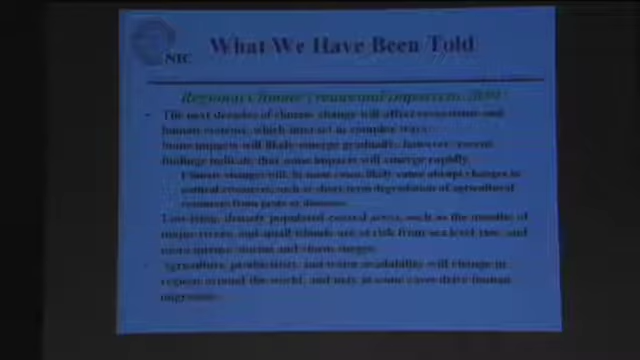 What We Have Been Told
NIC
Regional Climate Trends and Impacts to 2030
The next decades of climate change will affect ecosystems and
human systems, which interact in complex ways.
Some impacts will likely emerge gradually, however, recent
findings indicate that some impacts will emerge rapidly.
Climate changes will, in most cases, likely cause abrupt changes in
natural resources, such as short-term degradation of agricultural
resources from pests or diseases.
Low-lying, densely populated coastal areas, such as the mouths of
major rivers, and small islands are at risk from sea level rise, and
more intense storms and storm surges.
Agriculture, productivity, and water availability will change in
regions around the world, and may in some cases drive human
migration.